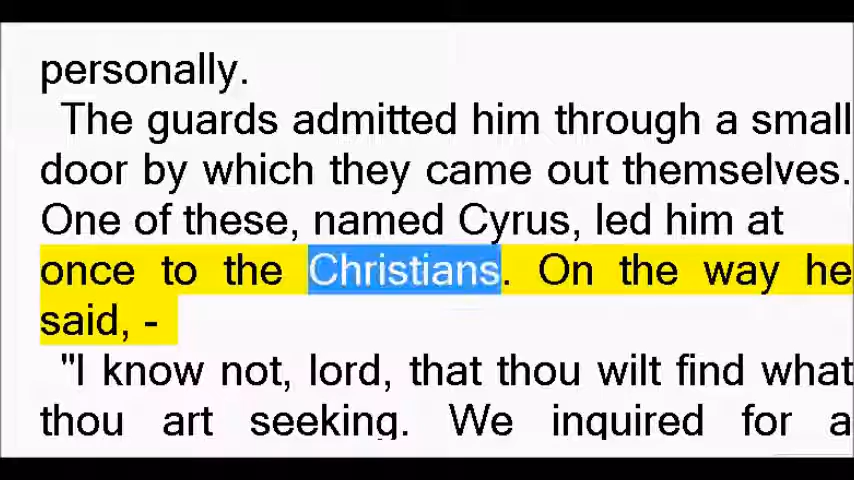 personally.
The guards admitted him through a small
door by which they came out themselves.
One of these, named Cyrus, led him at
once to the Christians. On the way he
said, -
"I know not, lord, that thou wilt find what
thou art seeking. We inquired for a